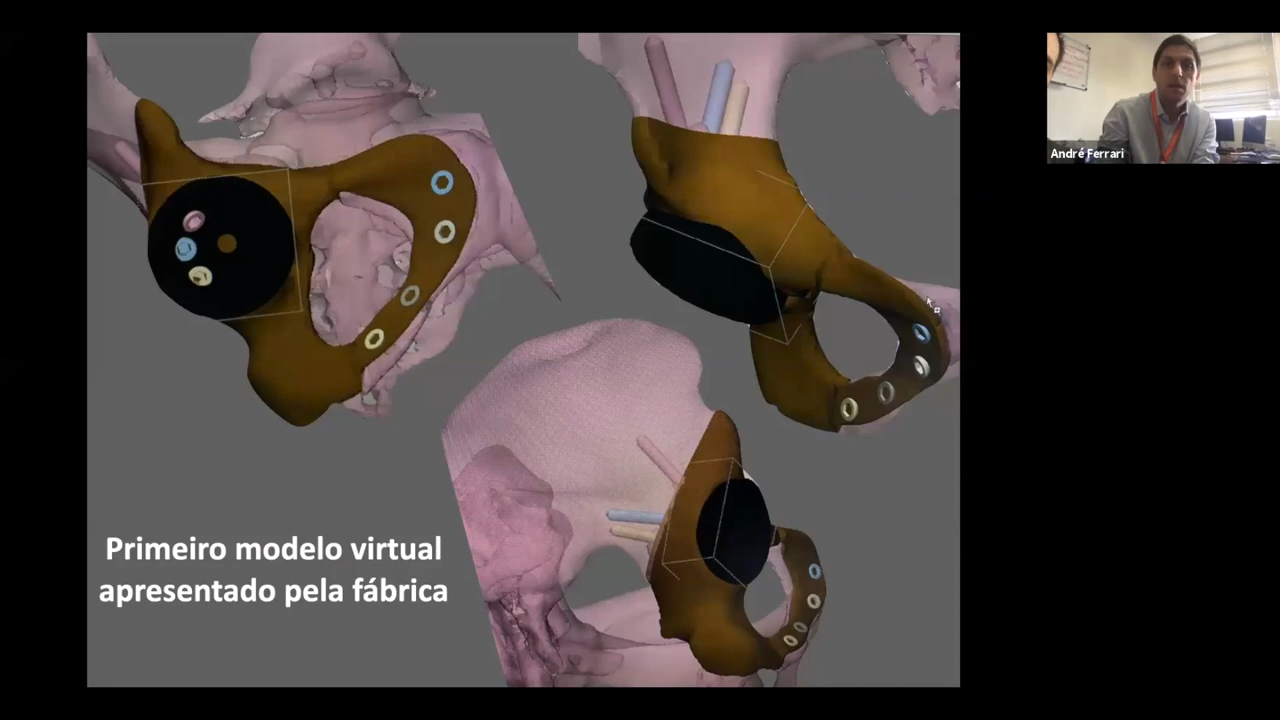 André Ferrari
Primeiro modelo virtual
apresentado pela fábrica